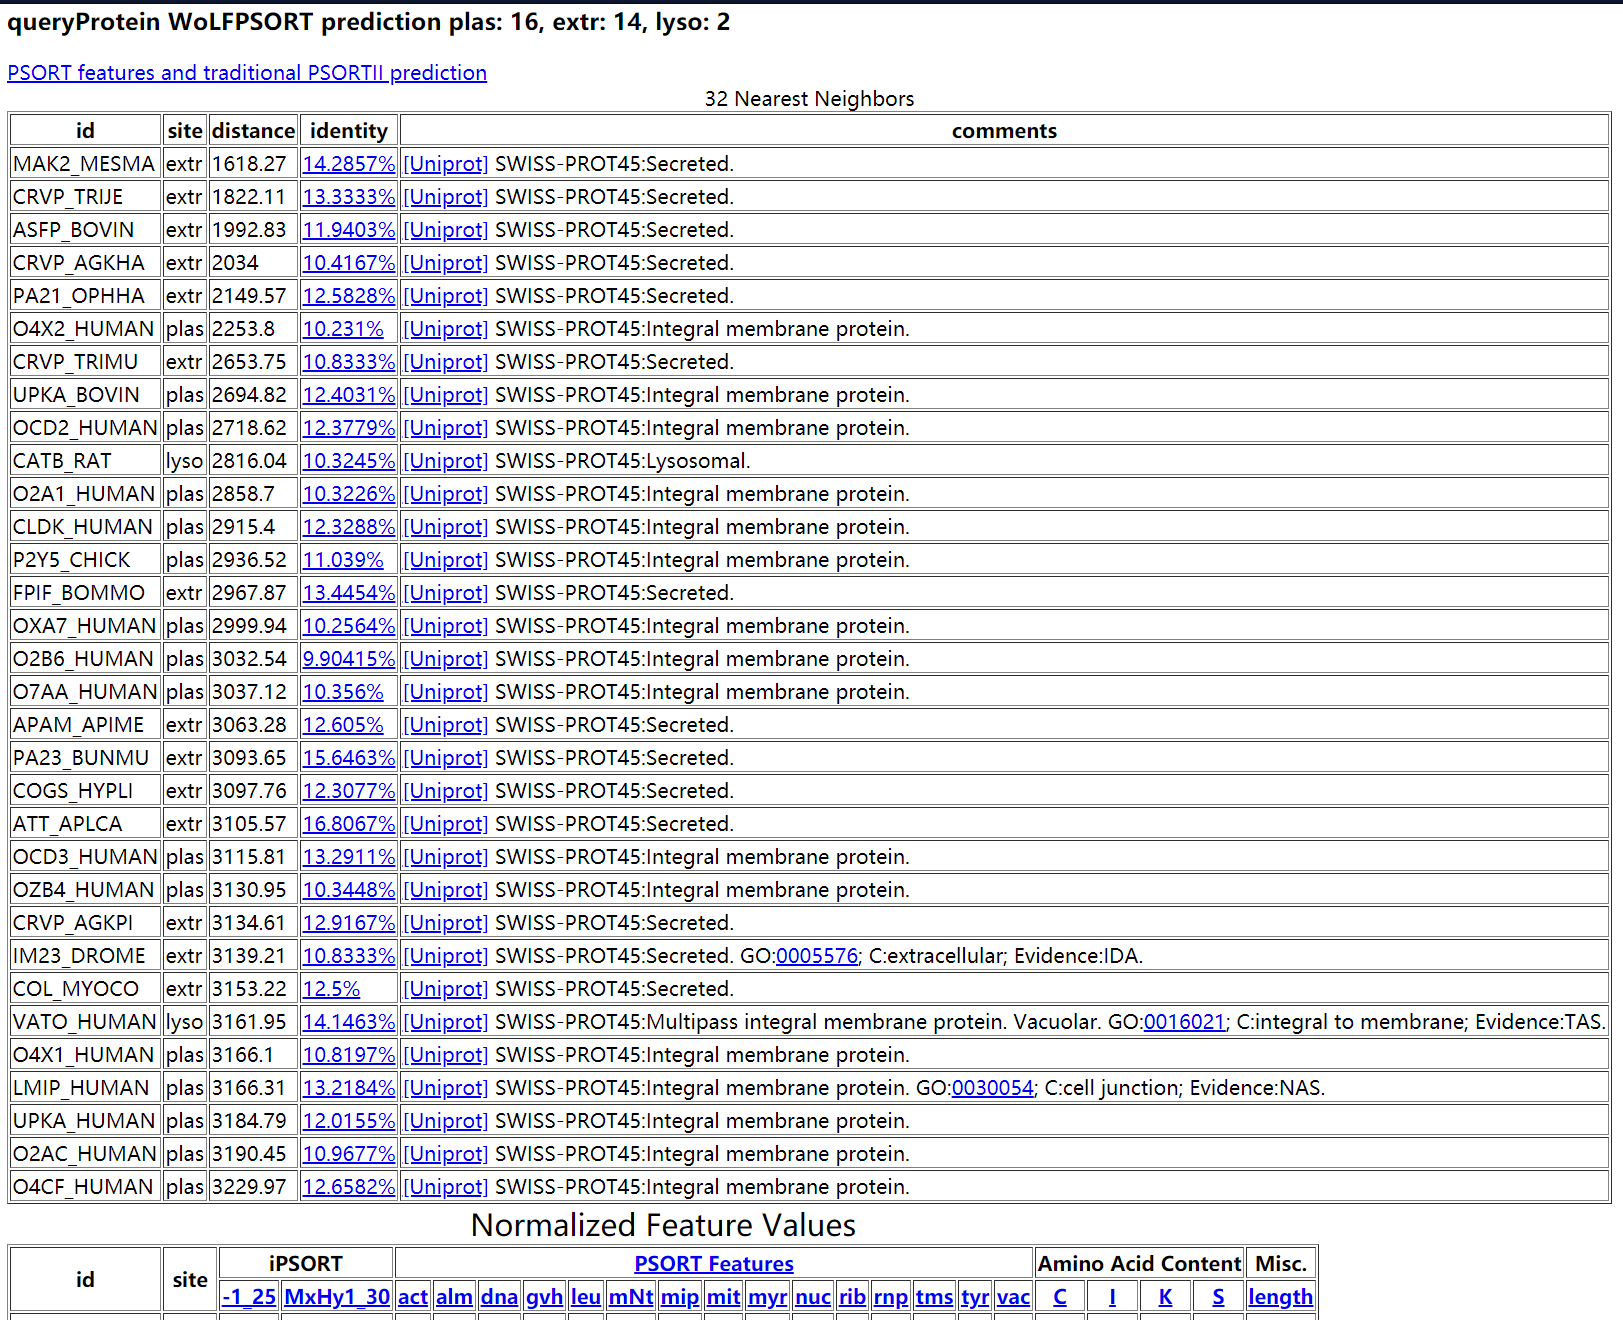 queryProtein WoLFPSORT prediction plas: 16, extr: 14, lyso: 2
PSORT features and traditional PSORTII prediction
32 Nearest Neighbors
id site distance identity comments
MAK2_MESMA extr 1618.27 14.2857% [Uniprot] SWISS-PROT45:Secreted.
CRVP_TRIJE extr 1822.11 13.3333% [Uniprot] SWISS-PROT45:Secreted.
ASFP_BOVIN extr 1992.83 11.9403% [Uniprot] SWISS-PROT45:Secreted.
CRVP_AGKHA extr 2034 10.4167% [Uniprot] SWISS-PROT45:Secreted.
PA21_OPHHA extr 2149.57 12.5828% [Uniprot] SWISS-PROT45:Secreted.
O4X2_HUMAN plas 2253.8 10.231% [Uniprot] SWISS-PROT45:Integral membrane protein.
CRVP_TRIMU extr 2653.75 10.8333% [Uniprot] SWISS-PROT45:Secreted.
UPKA_BOVIN plas 2694.82 12.4031% [Uniprot] SWISS-PROT45:Integral membrane protein.
OCD2_HUMAN plas 2718.62 12.3779% [Uniprot] SWISS-PROT45:Integral membrane protein.
CATB_RAT lyso 2816.04 10.3245% [Uniprot] SWISS-PROT45:Lysosomal.
O2A1_HUMAN plas 2858.7 10.3226% [Uniprot] SWISS-PROT45:Integral membrane protein.
CLDK_HUMAN plas 2915.4 12.3288% [Uniprot] SWISS-PROT45:Integral membrane protein.
P2Y5_CHICK plas 2936.52 11.039% [Uniprot] SWISS-PROT45:Integral membrane protein.
FPIF_BOMMO extr 2967.87 13.4454% [Uniprot] SWISS-PROT45:Secreted.
OXA7_HUMAN plas 2999.94 10.2564% [Uniprot] SWISS-PROT45:Integral membrane protein.
O2B6_HUMAN plas 3032.54 9.90415% [Uniprot] SWISS-PROT45:Integral membrane protein.
O7AA_HUMAN plas 3037.12 10.356% [Uniprot] SWISS-PROT45:Integral membrane protein.
APAM_APIME extr 3063.28 12.605% [Uniprot] SWISS-PROT45:Secreted.
PA23_BUNMU extr 3093.65 15.6463% [Uniprot] SWISS-PROT45:Secreted.
COGS_HYPLI extr 3097.76 12.3077% [Uniprot] SWISS-PROT45:Secreted.
ATT_APLCA extr 3105.57 16.8067% [Uniprot] SWISS-PROT45:Secreted.
OCD3_HUMAN plas 3115.81 13.2911% [Uniprot] SWISS-PROT45:Integral membrane protein.
OZB4_HUMAN plas 3130.95 10.3448% [Uniprot] SWISS-PROT45:Integral membrane protein.
CRVP_AGKPI extr 3134.61 12.9167% [Uniprot] SWISS-PROT45:Secreted.
IM23_DROME extr 3139.21 10.8333% [Uniprot] SWISS-PROT45:Secreted. GO:0005576; C:extracellular; Evidence:IDA.
COL_MYOCO extr 3153.22 12.5% [Uniprot] SWISS-PROT45:Secreted.
VATO_HUMAN lyso 3161.95 14.1463% [Uniprot] SWISS-PROT45:Multipass integral membrane protein. Vacuolar. GO:0016021; C:integral to membrane; Evidence:TAS.
O4X1_HUMAN plas 3166.1 10.8197% [Uniprot] SWISS-PROT45:Integral membrane protein.
LMIP_HUMAN plas 3166.31 13.2184% [Uniprot] SWISS-PROT45:Integral membrane protein. GO:0030054; C:cell junction; Evidence:NAS.
UPKA_HUMAN plas 3184.79 12.0155% [Uniprot] SWISS-PROT45:Integral membrane protein.
O2AC_HUMAN plas 3190.45 10.9677% [Uniprot] SWISS-PROT45:Integral membrane protein.
O4CF_HUMAN plas 3229.97 12.6582% [Uniprot] SWISS-PROT45:Integral membrane protein.
Normalized Feature Values
id site iPSORT PSORT Features Amino Acid Content Misc.
-1_25 MxHy1_30 act alm dna gvh leu mNt mip mit myr nuc rib rnp tms tyr vac C I K S length